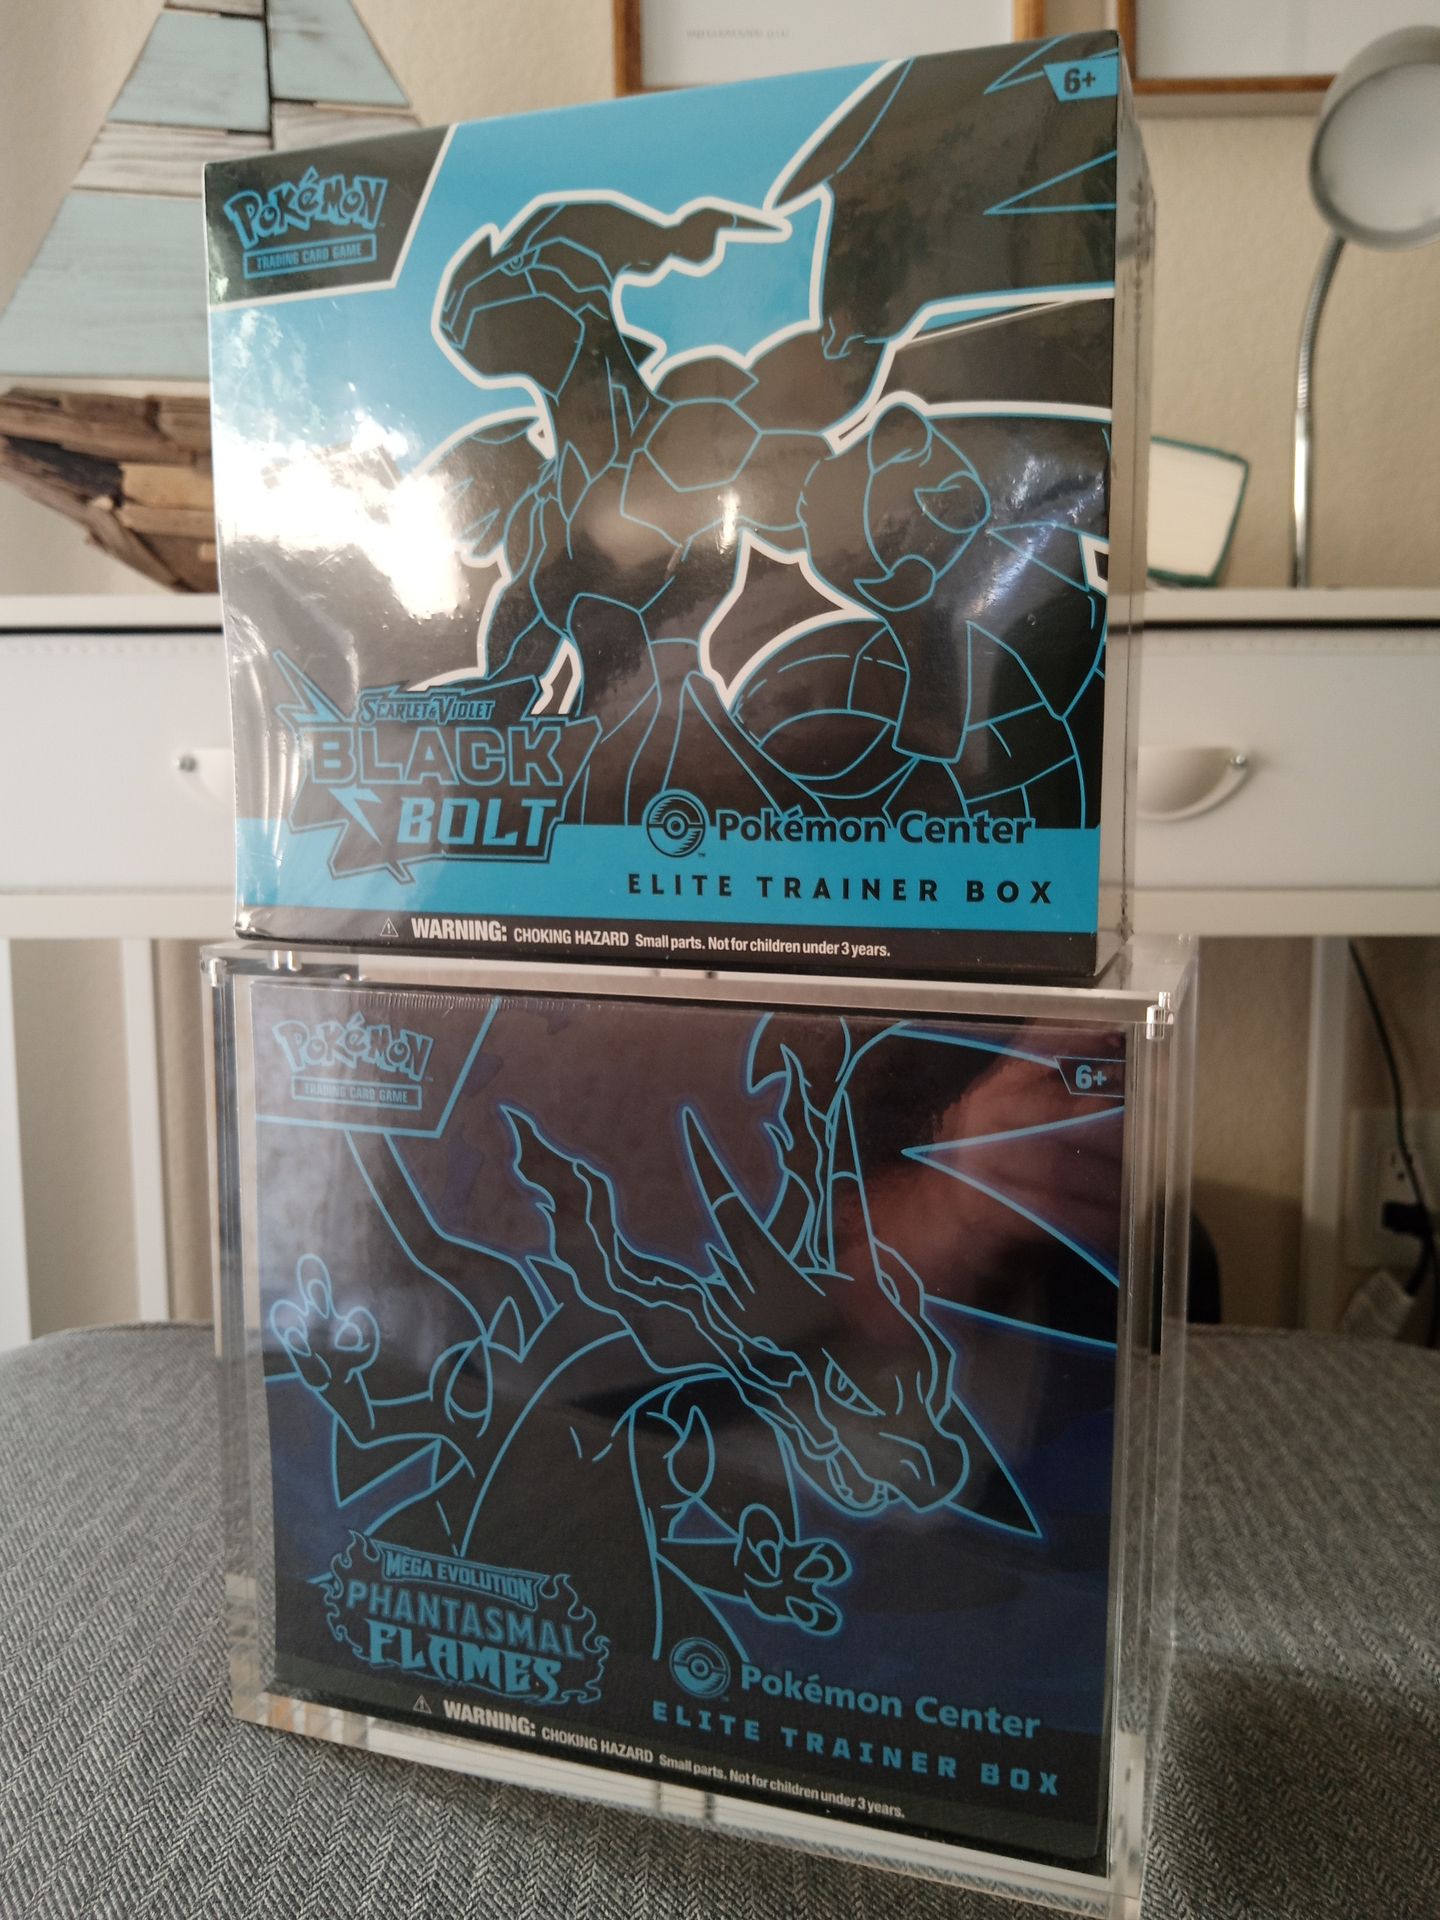 6+
POKéMON
TRADING CARD GAME
SCARLET & VIOLET
BLACK
BOLT
Pokémon Center
ELITE TRAINER BOX
⚠ WARNING: CHOKING HAZARD Small parts. Not for children under 3 years.
POKéMON
TRADING CARD GAME
6+
MEGA EVOLUTION
PHANTASMAL
FLAMES
Pokémon Center
ELITE TRAINER BOX
⚠ WARNING: CHOKING HAZARD Small parts. Not for children under 3 years.